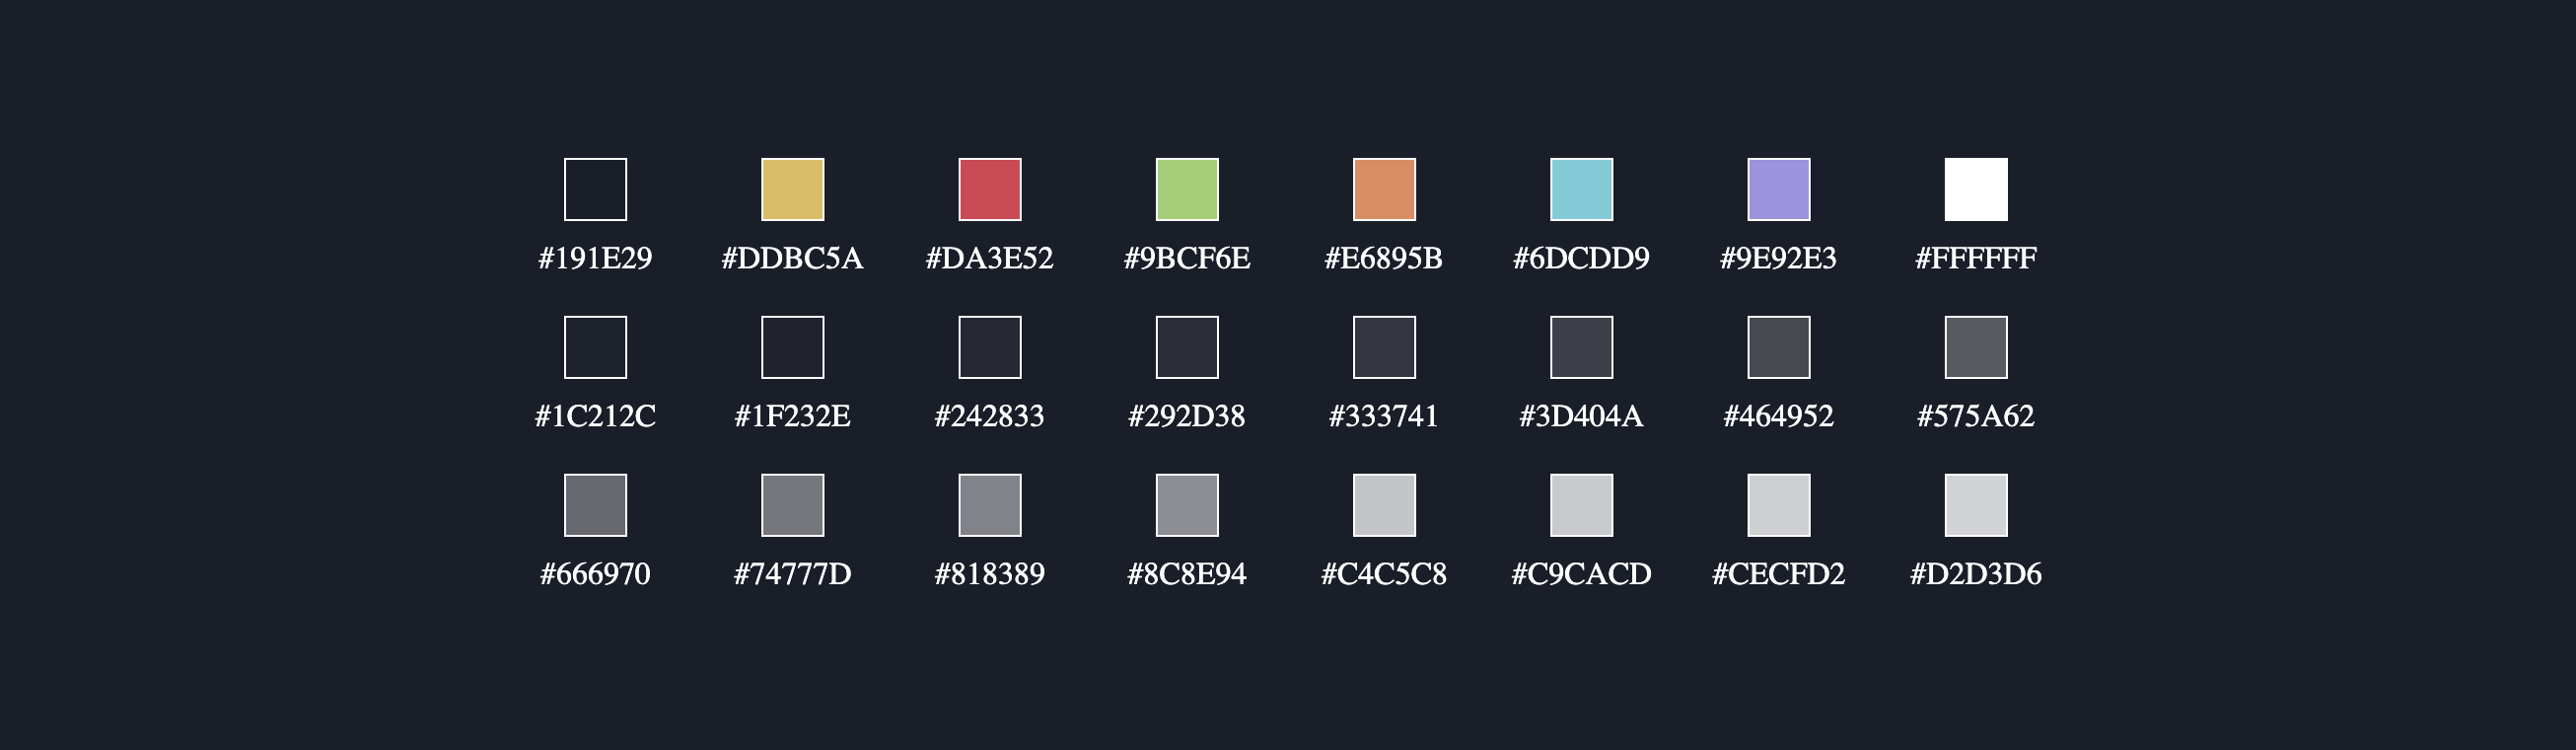 #191E29 #DDBC5A #DA3E52 #9BCF6E #E6895B #6DCDD9 #9E92E3 #FFFFFF
#1C212C #1F232E #242833 #292D38 #333741 #3D404A #464952 #575A62
#666970 #74777D #818389 #8C8E94 #C4C5C8 #C9CACD #CECFD2 #D2D3D6